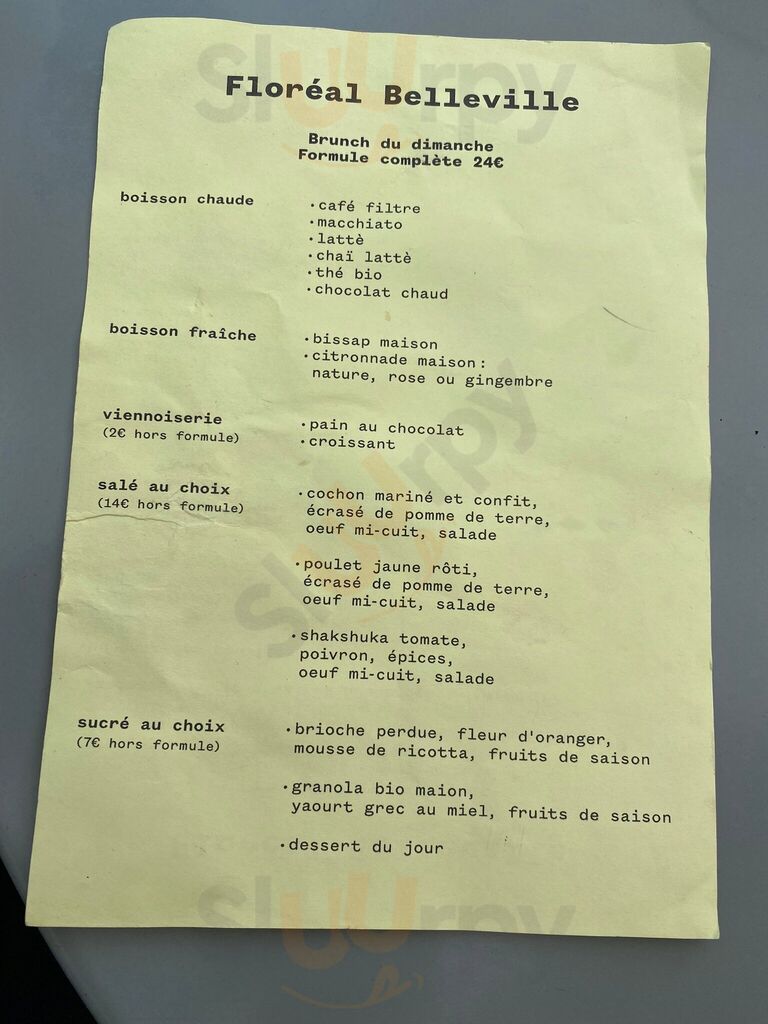 Floréal Belleville
Brunch du dimanche
Formule complète 24€
boisson chaude
·café filtre
·macchiato
·lattè
·chaï lattè
·thé bio
·chocolat chaud
boisson fraîche
·bissap maison
·citronnade maison:
nature, rose ou gingembre
viennoiserie
(2€ hors formule)
·pain au chocolat
·croissant
salé au choix
(14€ hors formule)
·cochon mariné et confit,
écrasé de pomme de terre,
oeuf mi-cuit, salade
·poulet jaune rôti,
écrasé de pomme de terre,
oeuf mi-cuit, salade
·shakshuka tomate,
poivron, épices,
oeuf mi-cuit, salade
sucré au choix
(7€ hors formule)
·brioche perdue, fleur d'oranger,
mousse de ricotta, fruits de saison
·granola bio maion,
yaourt grec au miel, fruits de saison
·dessert du jour
sluurpy
sluurpy
sluurpy